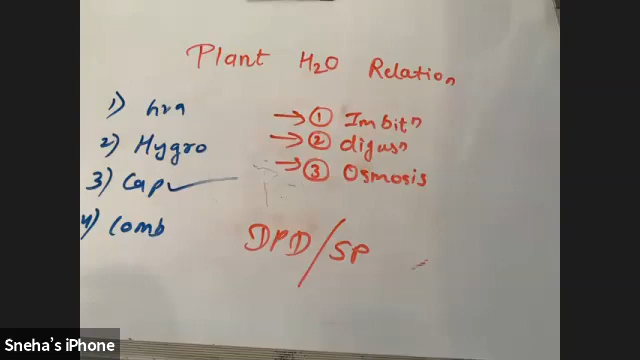 Plant H2O Relation
1) hra
2) Hygro
3) Cap
4) Comb
→ ① Imbitn
→ ② digusn
→ ③ Osmosis
DPD/SP
Sneha's iPhone